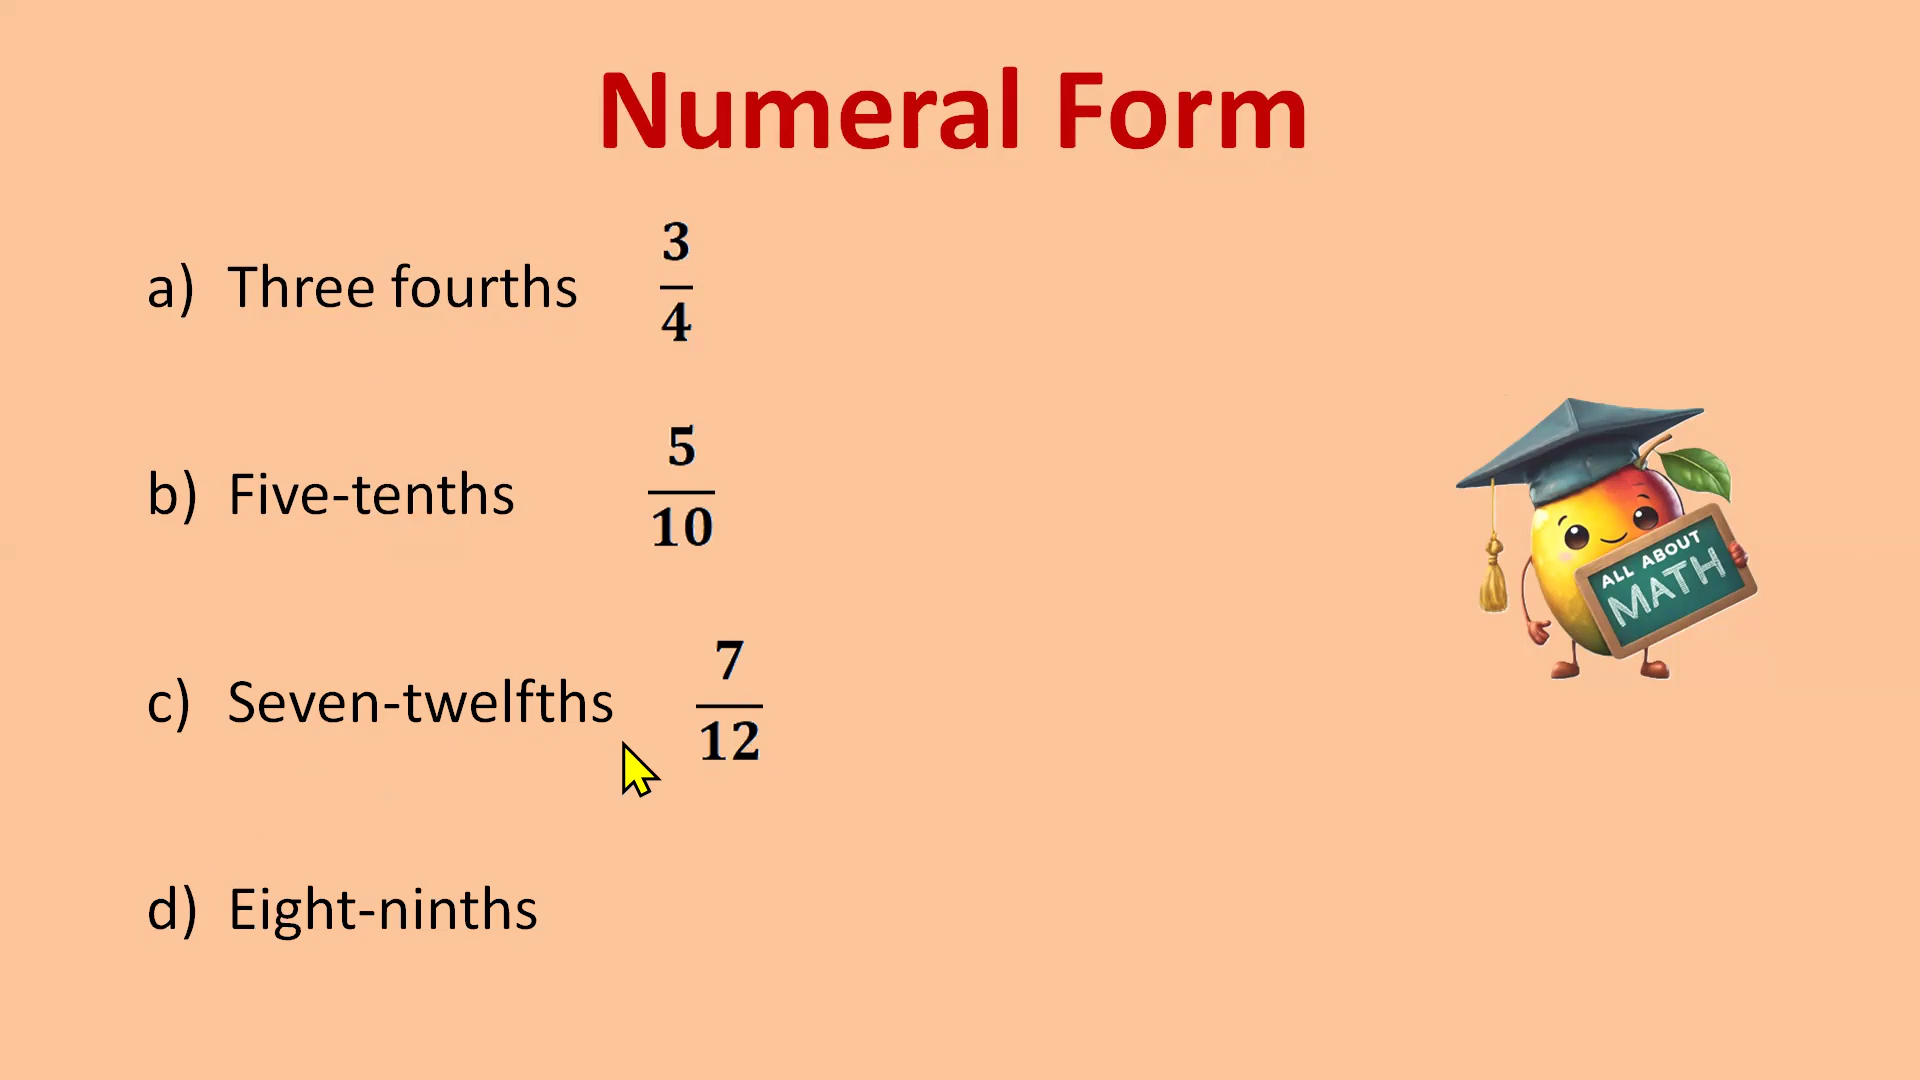 Numeral Form
a) Three fourths 3/4
b) Five-tenths 5/10
c) Seven-twelfths 7/12
d) Eight-ninths
ALL ABOUT
MATH